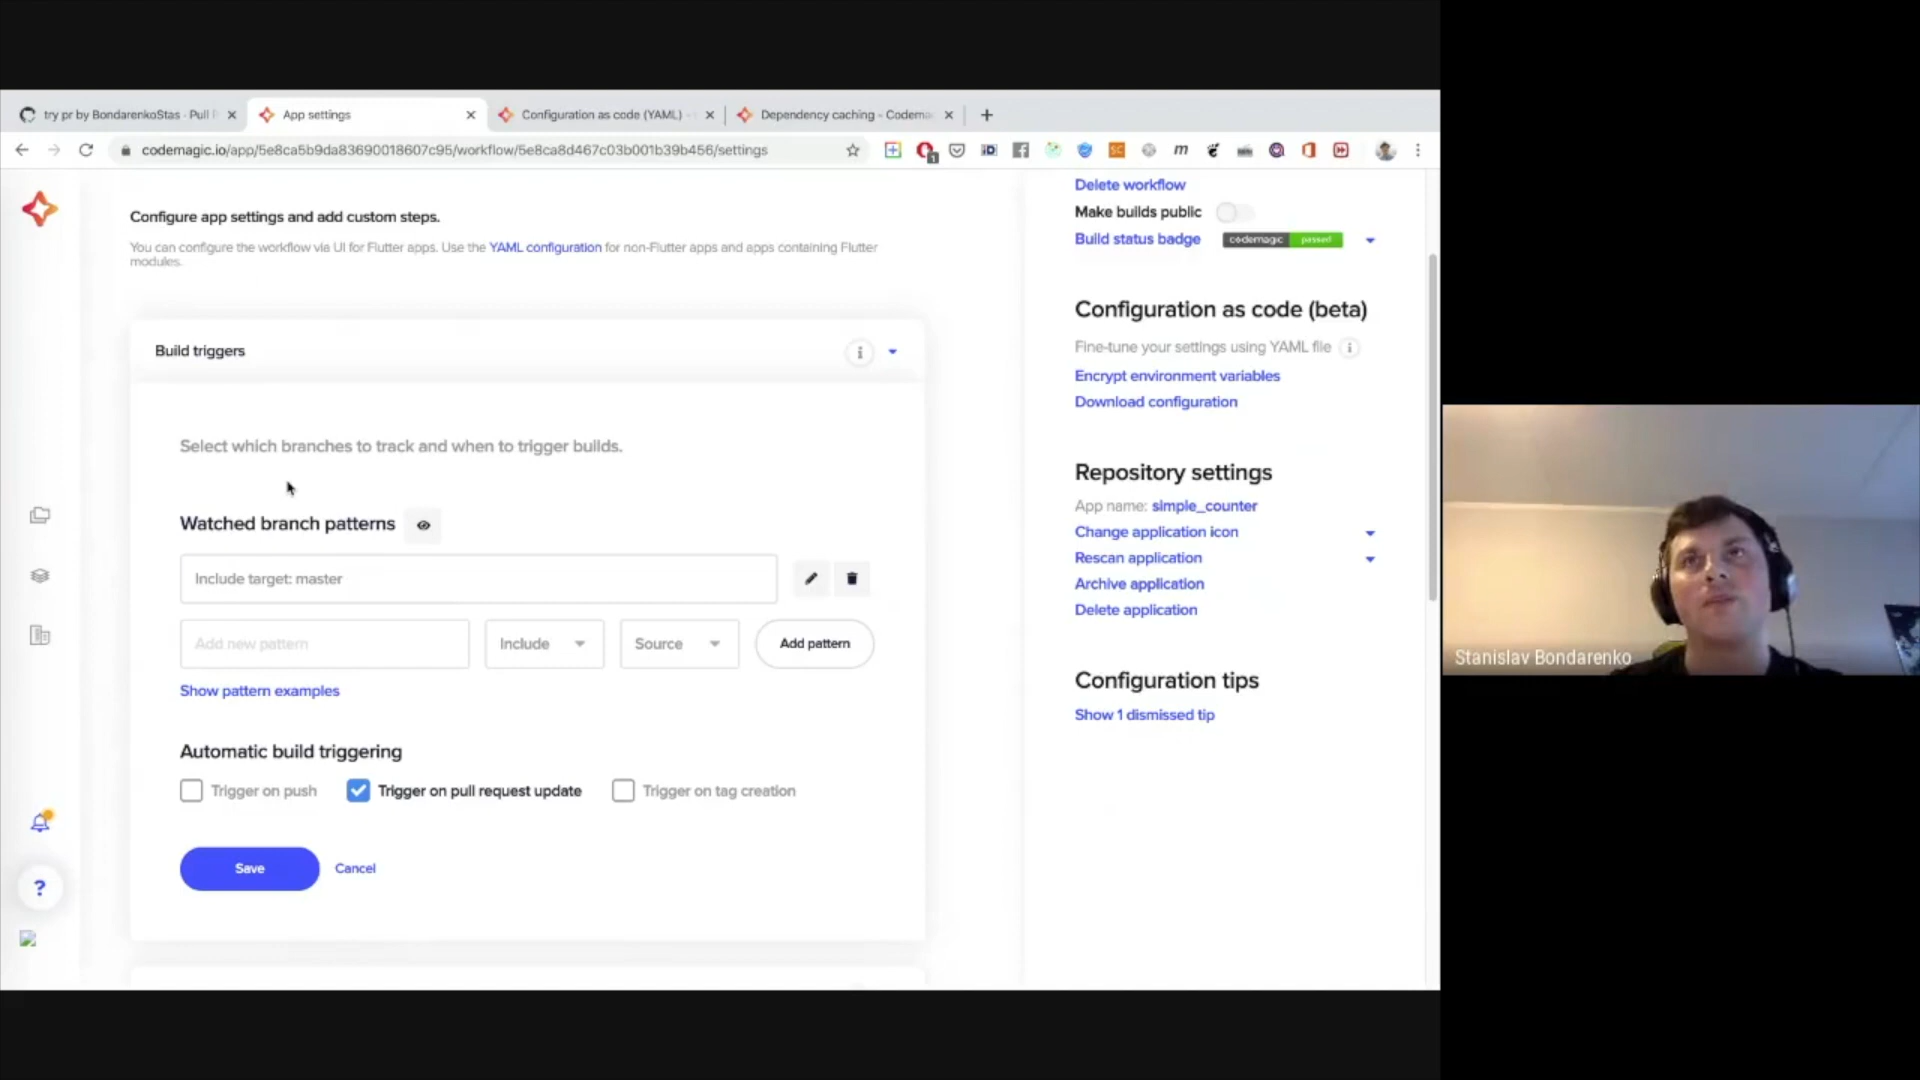 try pr by BondarenkoStas · Pull
App settings
Configuration as code (YAML) -
Dependency caching - Codema
codemagic.io/app/5e8ca5b9da83690018607c95/workflow/5e8ca8d467c03b001b39b456/settings
Configure app settings and add custom steps.
You can configure the workflow via UI for Flutter apps. Use the YAML configuration for non-Flutter apps and apps containing Flutter
modules.
Build triggers
Select which branches to track and when to trigger builds.
Watched branch patterns
Include target: master
Add new pattern
Include
Source
Add pattern
Show pattern examples
Automatic build triggering
Trigger on push
Trigger on pull request update
Trigger on tag creation
Save
Cancel
?
Delete workflow
Make builds public
Build status badge
codemagic
passed
Configuration as code (beta)
Fine-tune your settings using YAML file
Encrypt environment variables
Download configuration
Repository settings
App name: simple_counter
Change application icon
Rescan application
Archive application
Delete application
Configuration tips
Show 1 dismissed tip
Stanislav Bondarenko